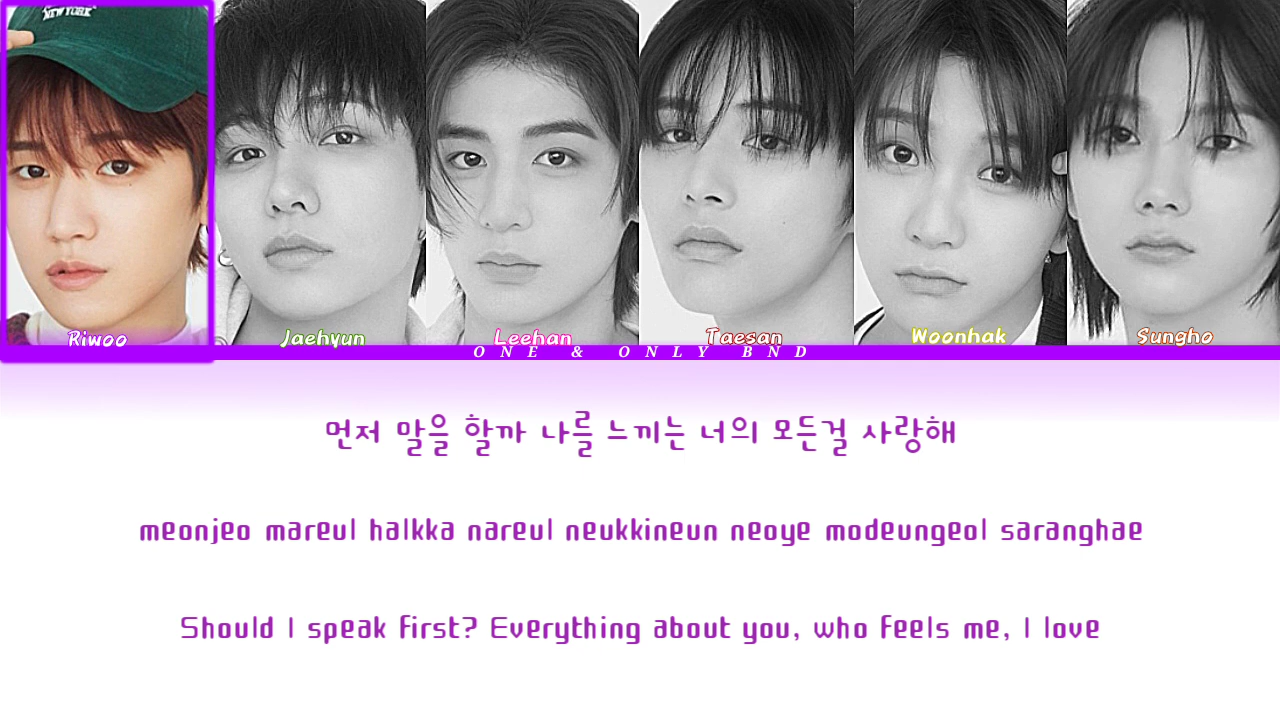 NEW YORK
Riwoo Jaehyun Leehan Taesan Woonhak Sungho
ONE & ONLY BND
먼저 말을 할까 나를 느끼는 너의 모든걸 사랑해
meonjeo mareul halkka nareul neukkineun neoye modeungeol saranghae
Should I speak first? Everything about you, who feels me, I love